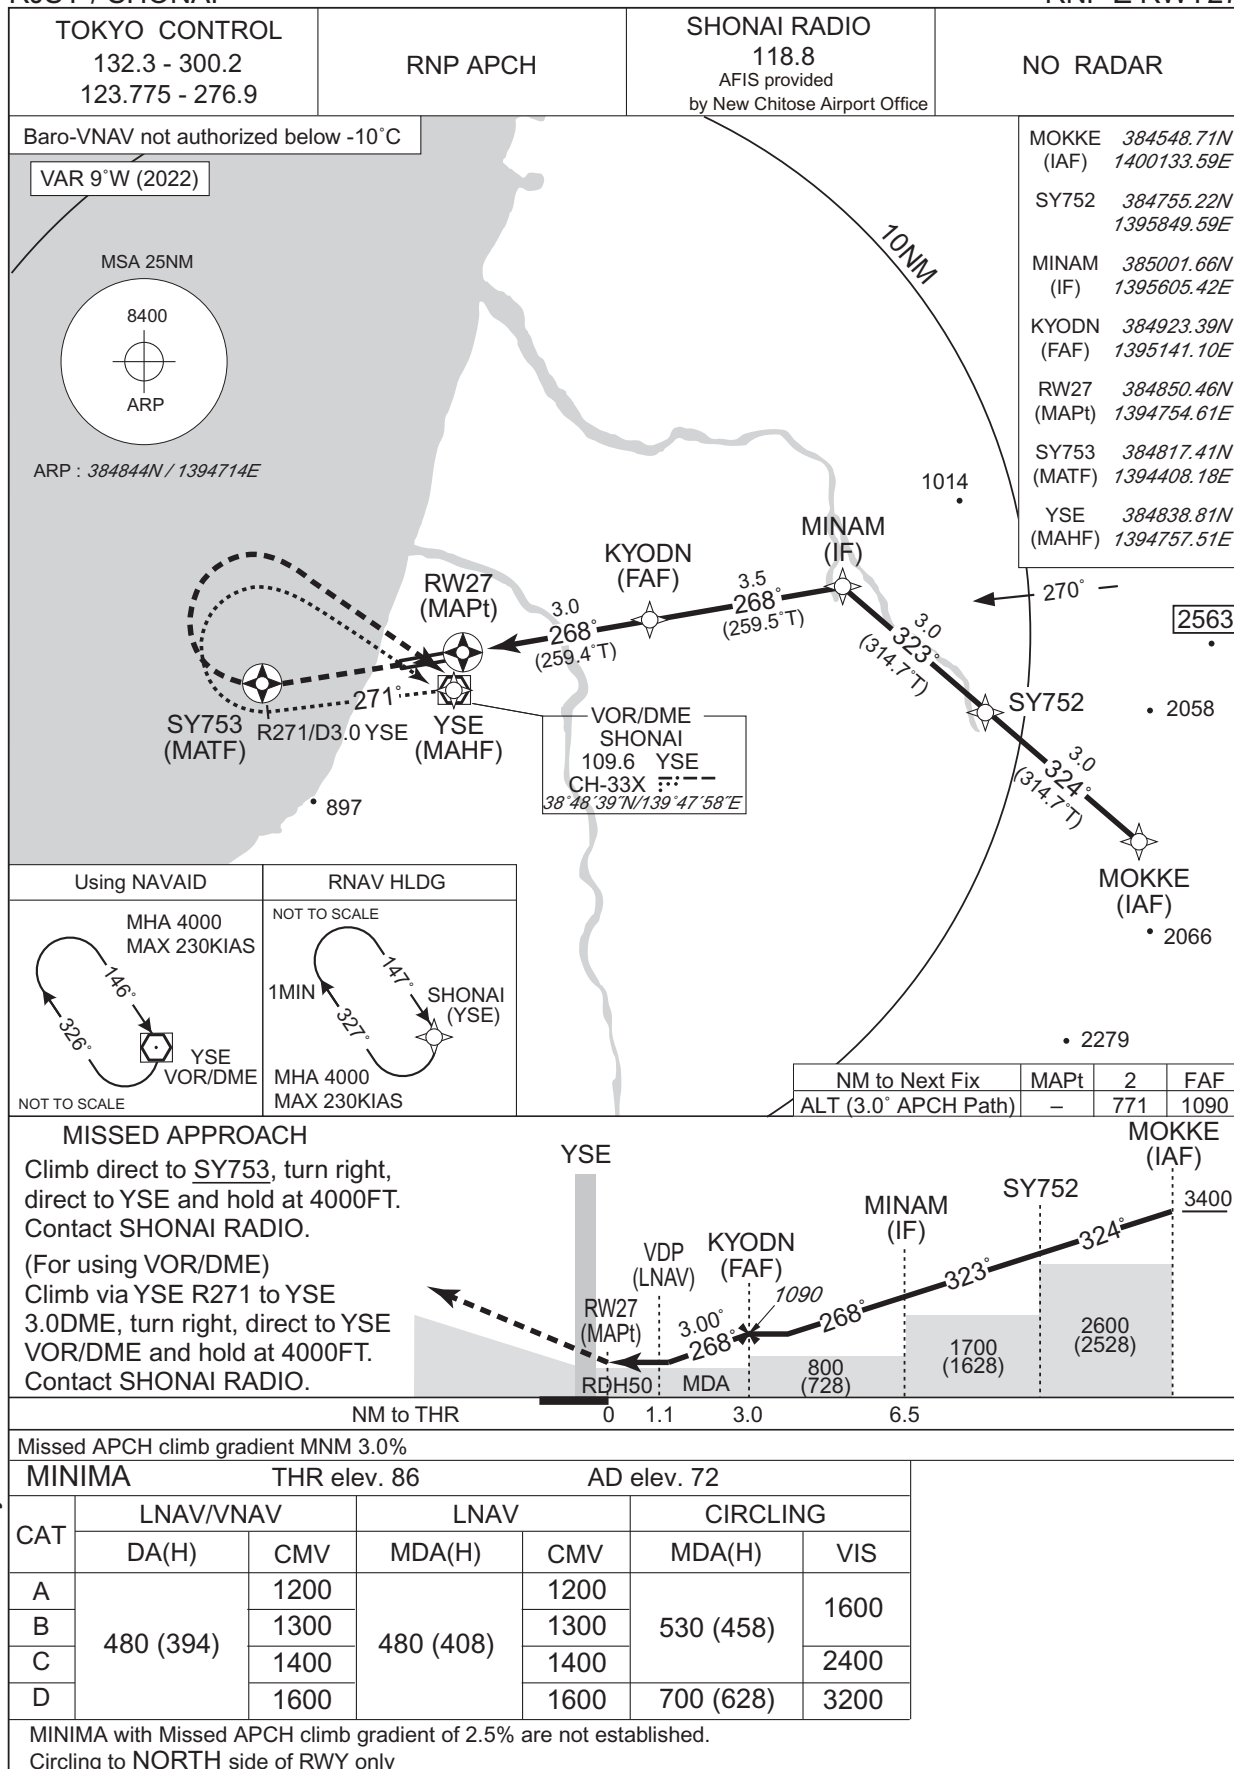 TOKYO CONTROL
132.3 - 300.2
123.775 - 276.9
RNP APCH
SHONAI RADIO
118.8
AFIS provided
by New Chitose Airport Office
NO RADAR
Baro-VNAV not authorized below -10˚C
VAR 9˚W (2022)
MSA 25NM
8400
ARP
ARP : 384844N / 1394714E
10NM
MOKKE 384548.71N
(IAF) 1400133.59E
SY752 384755.22N
1395849.59E
MINAM 385001.66N
(IF) 1395605.42E
KYODN 384923.39N
(FAF) 1395141.10E
RW27 384850.46N
(MAPt) 1394754.61E
SY753 384817.41N
(MATF) 1394408.18E
YSE 384838.81N
(MAHF) 1394757.51E
1014
MINAM
(IF)
KYODN
(FAF)
RW27
(MAPt)
3.5
268˚
(259.5˚T)
3.0
268˚
(259.4˚T)
270˚
2563
3.0
323˚
(314.7˚T)
SY752
2058
3.0
324˚
(314.7˚T)
MOKKE
(IAF)
2066
2279
271˚
SY753
(MATF)
R271/D3.0 YSE
YSE
(MAHF)
VOR/DME
SHONAI
109.6 YSE
CH-33X
38˚48´39˝N/139˚47´58˝E
897
Using NAVAID
MHA 4000
MAX 230KIAS
146˚
326˚
YSE
VOR/DME
NOT TO SCALE
RNAV HLDG
NOT TO SCALE
147˚
1MIN
327˚
SHONAI
(YSE)
MHA 4000
MAX 230KIAS
NM to Next Fix MAPt 2 FAF
ALT (3.0˚ APCH Path) – 771 1090
MISSED APPROACH
Climb direct to SY753, turn right,
direct to YSE and hold at 4000FT.
Contact SHONAI RADIO.
(For using VOR/DME)
Climb via YSE R271 to YSE
3.0DME, turn right, direct to YSE
VOR/DME and hold at 4000FT.
Contact SHONAI RADIO.
YSE
RW27
(MAPt)
VDP
(LNAV)
KYODN
(FAF)
MINAM
(IF)
SY752
MOKKE
(IAF)
3400
324˚
323˚
268˚
1090
3.00˚
268˚
RDH50
MDA
800
(728)
1700
(1628)
2600
(2528)
NM to THR 0 1.1 3.0 6.5
Missed APCH climb gradient MNM 3.0%
MINIMA THR elev. 86 AD elev. 72
CAT LNAV/VNAV LNAV CIRCLING
DA(H) CMV MDA(H) CMV MDA(H) VIS
A 480 (394) 1200 480 (408) 1200 530 (458) 1600
B 1300 1300
C 1400 1400 2400
D 1600 1600 700 (628) 3200
MINIMA with Missed APCH climb gradient of 2.5% are not established.
Circling to NORTH side of RWY only